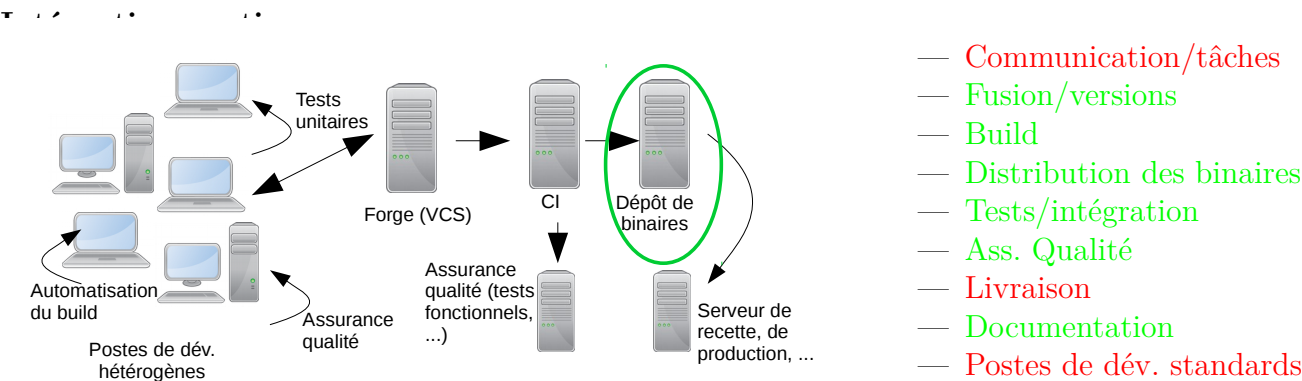 Tests
unitaires
Forge (VCS)
CI
Dépôt de
binaires
Automatisation
du build
Assurance
qualité
Postes de dév.
hétérogènes
Assurance
qualité (tests
fonctionnels,
...)
Serveur de
recette, de
production, ...
— Communication/tâches
— Fusion/versions
— Build
— Distribution des binaires
— Tests/intégration
— Ass. Qualité
— Livraison
— Documentation
— Postes de dév. standards